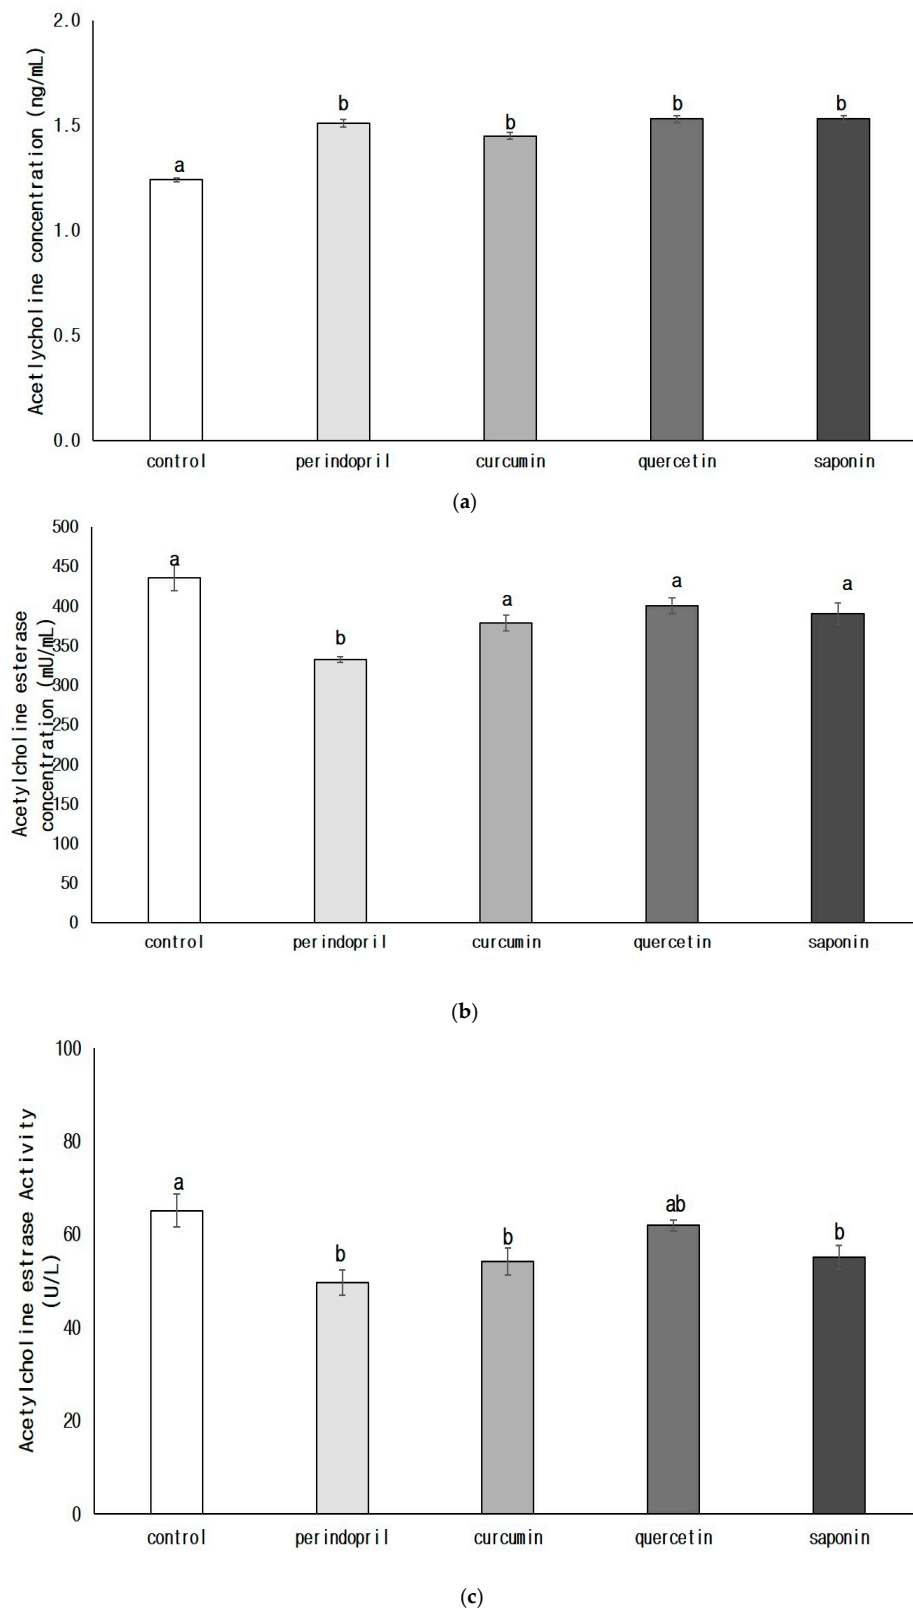 Acetlycholine concentration (ng/mL)
2.0
1.5
1.0
0.5
0.0
a
b
b
b
b
control perindopril curcumin quercetin saponin
(a)
Acetylcholine esterase
concentration (mU/mL)
500
450
400
350
300
250
200
150
100
50
0
a
b
a
a
a
control perindopril curcumin quercetin saponin
(b)
Acetylcholine estrase Activity
(U/L)
100
80
60
40
20
0
a
b
b
ab
b
control perindopril curcumin quercetin saponin
(c)